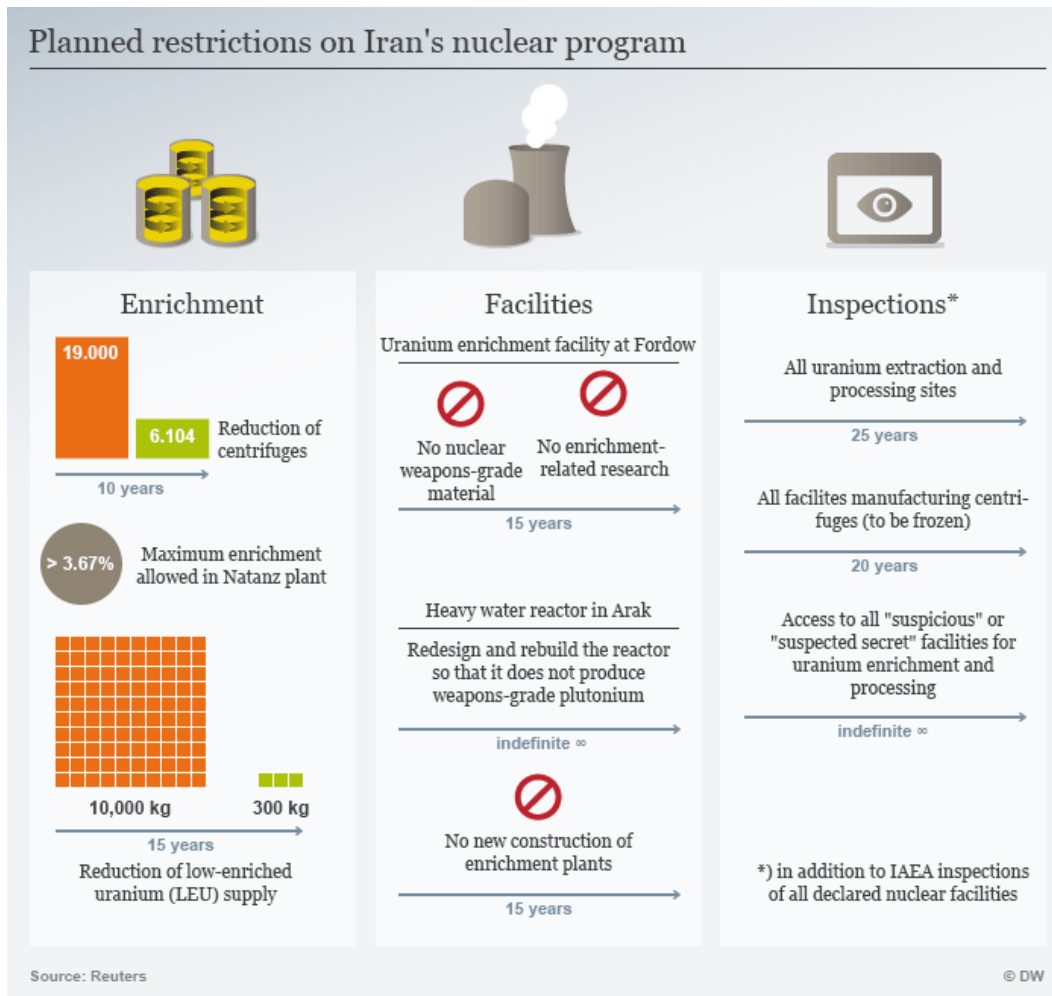 Planned restrictions on Iran's nuclear program
Enrichment
19.000
6.104
Reduction of
centrifuges
10 years
> 3.67%
Maximum enrichment
allowed in Natanz plant
10,000 kg
300 kg
15 years
Reduction of low-enriched
uranium (LEU) supply
Facilities
Uranium enrichment facility at Fordow
No nuclear
weapons-grade
material
No enrichment-
related research
15 years
Heavy water reactor in Arak
Redesign and rebuild the reactor
so that it does not produce
weapons-grade plutonium
indefinite ∞
No new construction of
enrichment plants
15 years
Inspections*
All uranium extraction and
processing sites
25 years
All facilites manufacturing centri-
fuges (to be frozen)
20 years
Access to all "suspicious" or
"suspected secret" facilities for
uranium enrichment and
processing
indefinite ∞
*) in addition to IAEA inspections
of all declared nuclear facilities
Source: Reuters
© DW